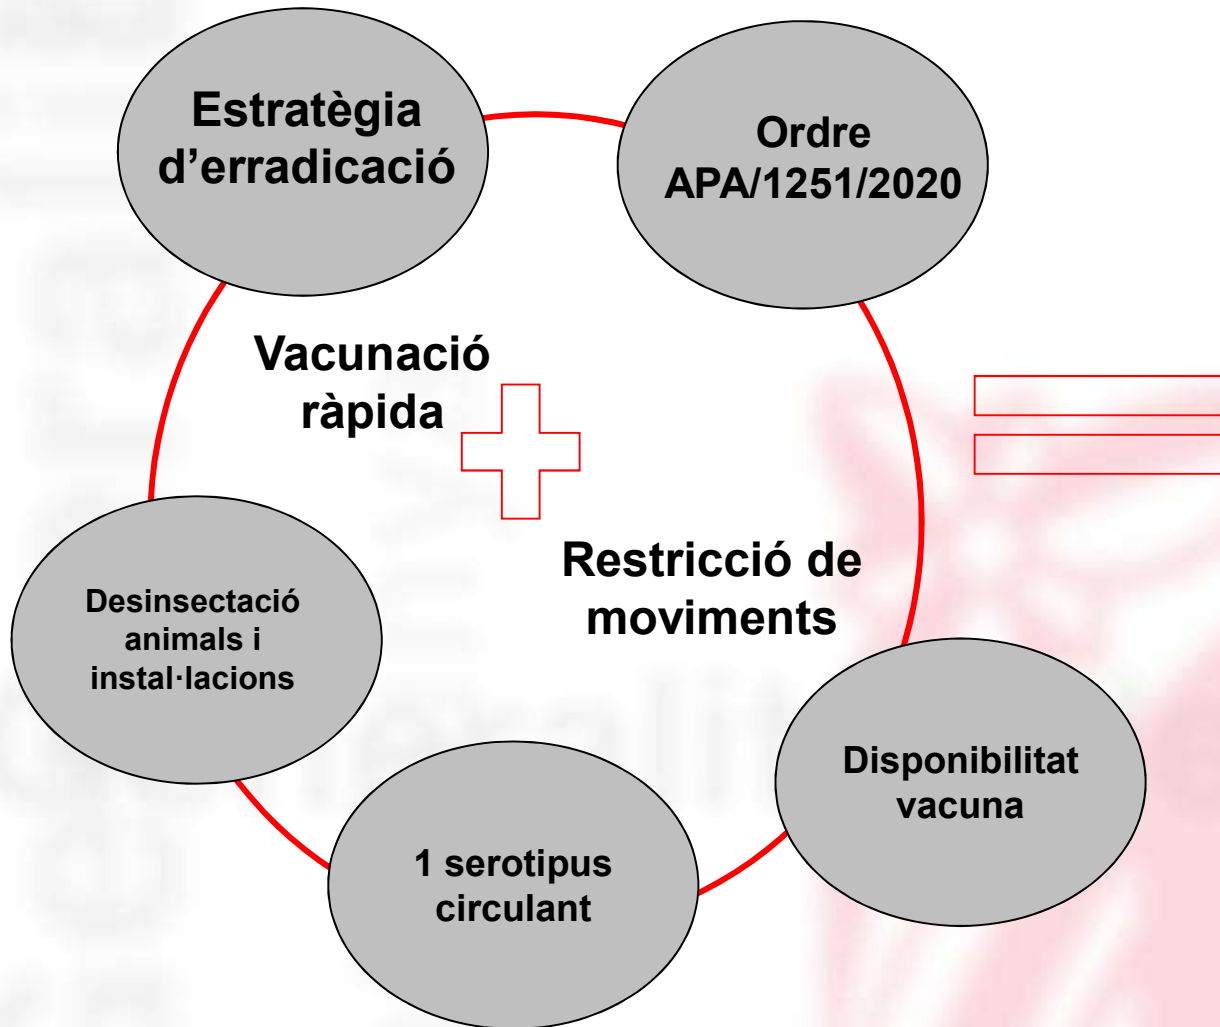 Estratègia
d’erradicació
Ordre
APA/1251/2020
Vacunació
ràpida
Restricció de
moviments
Desinsectació
animals i
instal·lacions
Disponibilitat
vacuna
1 serotipus
circulant